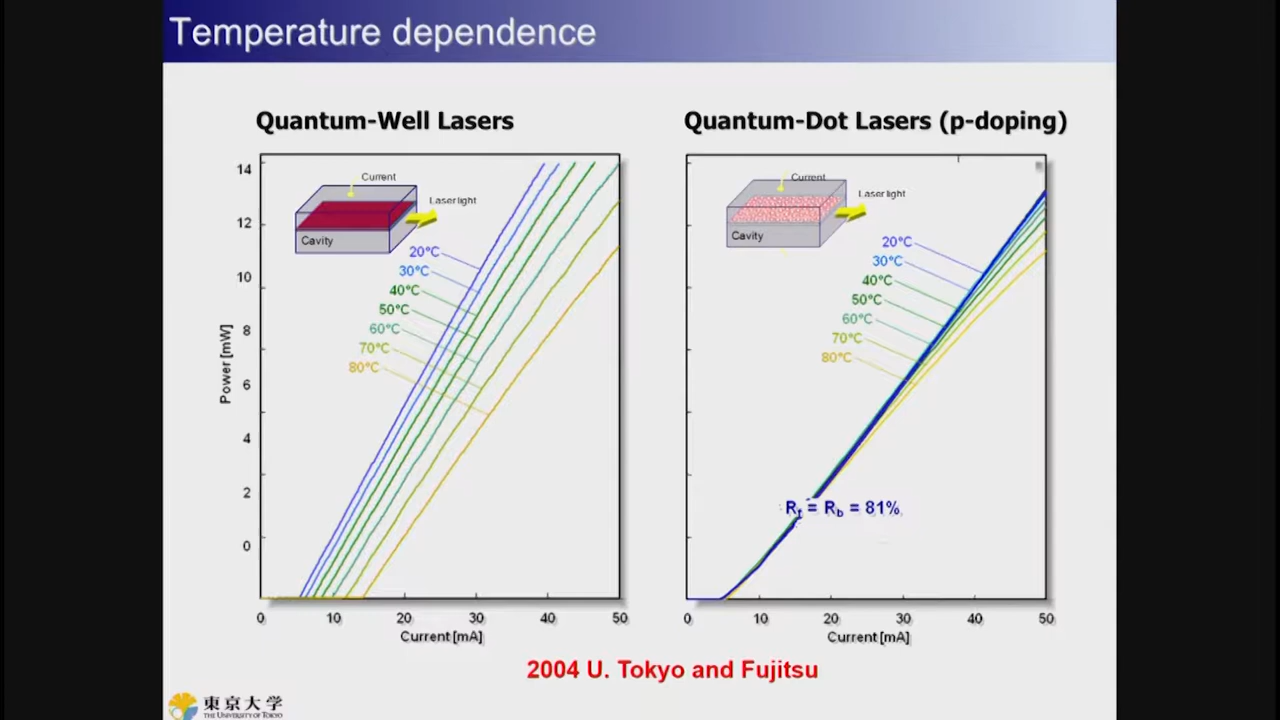 Temperature dependence
Quantum-Well Lasers
14
12
10
8
6
4
2
0
Power [mW]
Current
Laser light
Cavity
20°C
30°C
40°C
50°C
60°C
70°C
80°C
0 10 20 30 40 50
Current [mA]
Quantum-Dot Lasers (p-doping)
Current
Laser light
Cavity
20°C
30°C
40°C
50°C
60°C
70°C
80°C
Rf = Rb = 81%
0 10 20 30 40 50
Current [mA]
2004 U. Tokyo and Fujitsu
東京大学
THE UNIVERSITY OF TOKYO